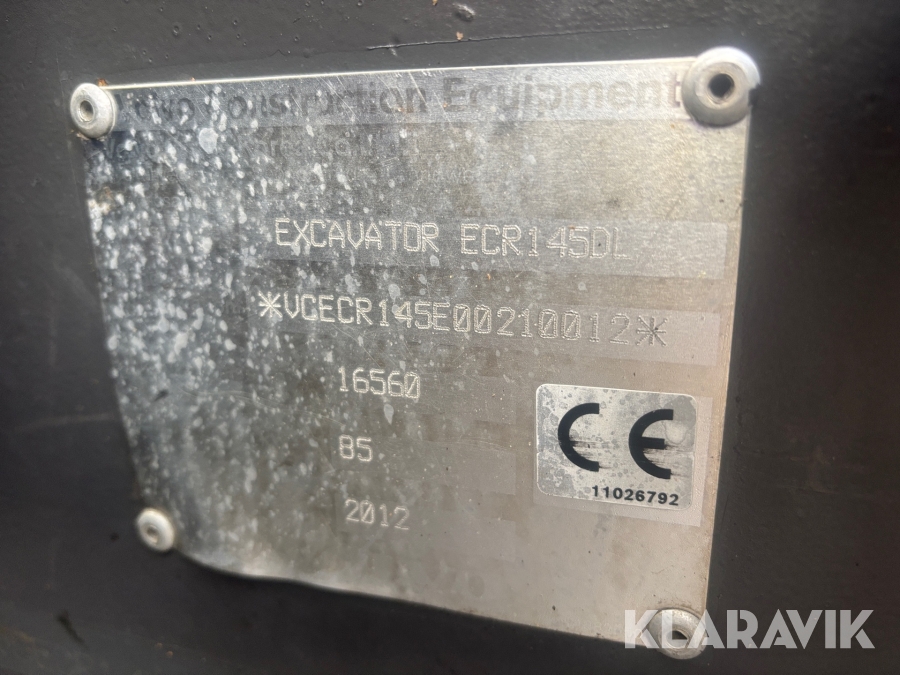 Construction Equipment
EXCAVATOR ECR145DL
*VCECR145E00210012*
16560
85
2012
CE
11026792
KLARAVIK